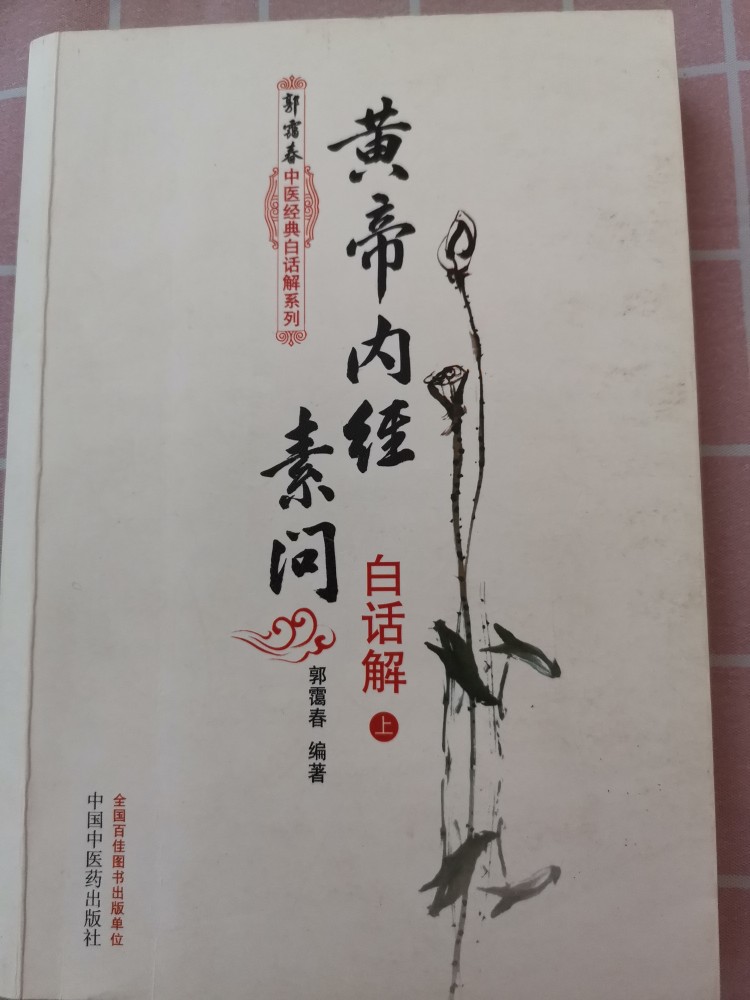 黄帝内经
素问
白话解
上
郭霭春
中医经典白话解系列
郭霭春 编著
全国百佳图书出版单位
中国中医药出版社